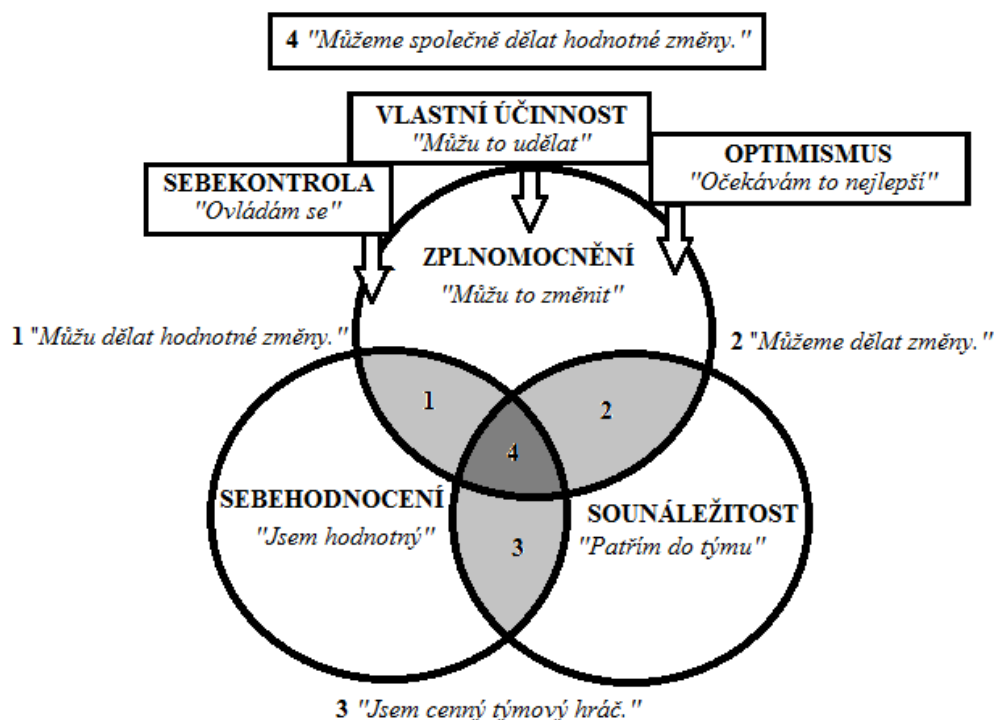 4 "Můžeme společně dělat hodnotné změny."
VLASTNÍ ÚČINNOST
"Můžu to udělat"
OPTIMISMUS
"Očekávám to nejlepší"
SEBEKONTROLA
"Ovládám se"
ZPLNOMOCNĚNÍ
"Můžu to změnit"
1 "Můžu dělat hodnotné změny."
2 "Můžeme dělat změny."
1
2
4
SEBEHODNOCENÍ
"Jsem hodnotný"
SOUNÁLEŽITOST
"Patřím do týmu"
3
3 "Jsem cenný týmový hráč."